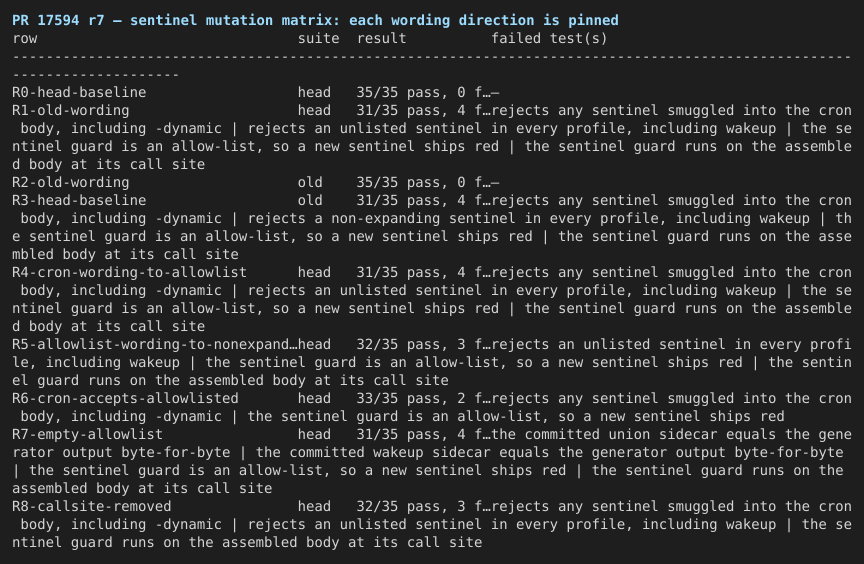 PR 17594 r7 — sentinel mutation matrix: each wording direction is pinned
row                               suite  result          failed test(s)
----------------------------------------------------------------------------------------------------
--------------------
R0-head-baseline                  head   35/35 pass, 0 f…—
R1-old-wording                    head   31/35 pass, 4 f…rejects any sentinel smuggled into the cron
 body, including -dynamic | rejects an unlisted sentinel in every profile, including wakeup | the se
ntinel guard is an allow-list, so a new sentinel ships red | the sentinel guard runs on the assemble
d body at its call site
R2-old-wording                    old    35/35 pass, 0 f…—
R3-head-baseline                  old    31/35 pass, 4 f…rejects any sentinel smuggled into the cron
 body, including -dynamic | rejects a non-expanding sentinel in every profile, including wakeup | th
e sentinel guard is an allow-list, so a new sentinel ships red | the sentinel guard runs on the asse
mbled body at its call site
R4-cron-wording-to-allowlist      head   31/35 pass, 4 f…rejects any sentinel smuggled into the cron
 body, including -dynamic | rejects an unlisted sentinel in every profile, including wakeup | the se
ntinel guard is an allow-list, so a new sentinel ships red | the sentinel guard runs on the assemble
d body at its call site
R5-allowlist-wording-to-nonexpand…head   32/35 pass, 3 f…rejects an unlisted sentinel in every profi
le, including wakeup | the sentinel guard is an allow-list, so a new sentinel ships red | the sentin
el guard runs on the assembled body at its call site
R6-cron-accepts-allowlisted       head   33/35 pass, 2 f…rejects any sentinel smuggled into the cron
 body, including -dynamic | the sentinel guard is an allow-list, so a new sentinel ships red
R7-empty-allowlist                head   31/35 pass, 4 f…the committed union sidecar equals the gene
rator output byte-for-byte | the committed wakeup sidecar equals the generator output byte-for-byte
| the sentinel guard is an allow-list, so a new sentinel ships red | the sentinel guard runs on the
assembled body at its call site
R8-callsite-removed               head   32/35 pass, 3 f…rejects any sentinel smuggled into the cron
 body, including -dynamic | rejects an unlisted sentinel in every profile, including wakeup | the se
ntinel guard runs on the assembled body at its call site